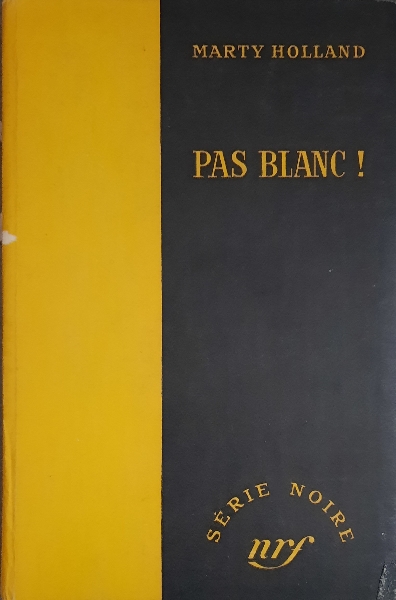 MARTY HOLLAND
PAS BLANC !
SÉRIE NOIRE
nrf